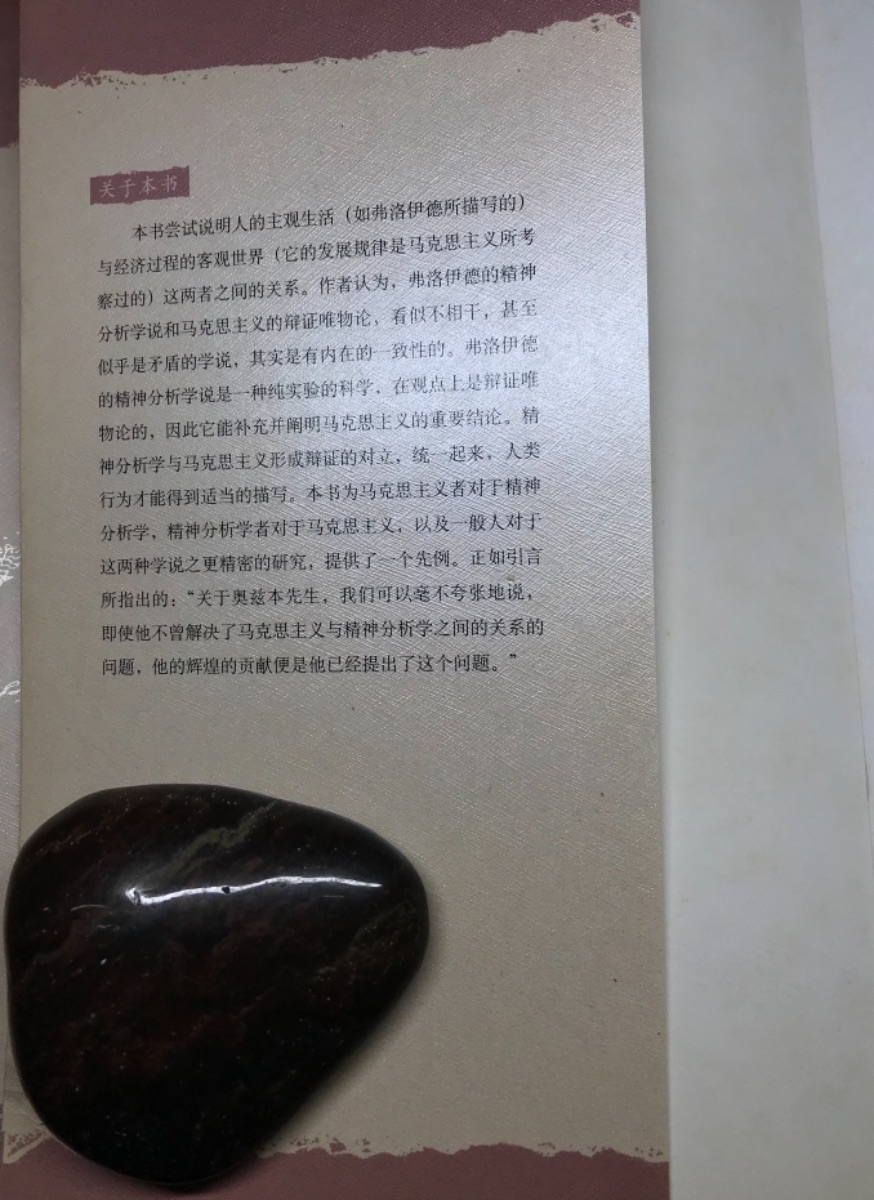 关于本书
本书尝试说明人的主观生活（如弗洛伊德所描写的）
与经济过程的客观世界（它的发展规律是马克思主义所考
察过的）这两者之间的关系。作者认为，弗洛伊德的精神
分析学说和马克思主义的辩证唯物论，看似不相干，甚至
似乎是矛盾的学说，其实是有内在的一致性的。弗洛伊德
的精神分析学说是一种纯实验的科学，在观点上是辩证唯
物论的，因此它能补充并阐明马克思主义的重要结论。精
神分析学与马克思主义形成辩证的对立，统一起来，人类
行为才能得到适当的描写。本书为马克思主义者对于精神
分析学，精神分析学者对于马克思主义，以及一般人对于
这两种学说之更精密的研究，提供了一个先例。正如引言
所指出的：“关于奥兹本先生，我们可以毫不夸张地说，
即使他不曾解决了马克思主义与精神分析学之间的关系的
问题，他的辉煌的贡献便是他已经提出了这个问题。”